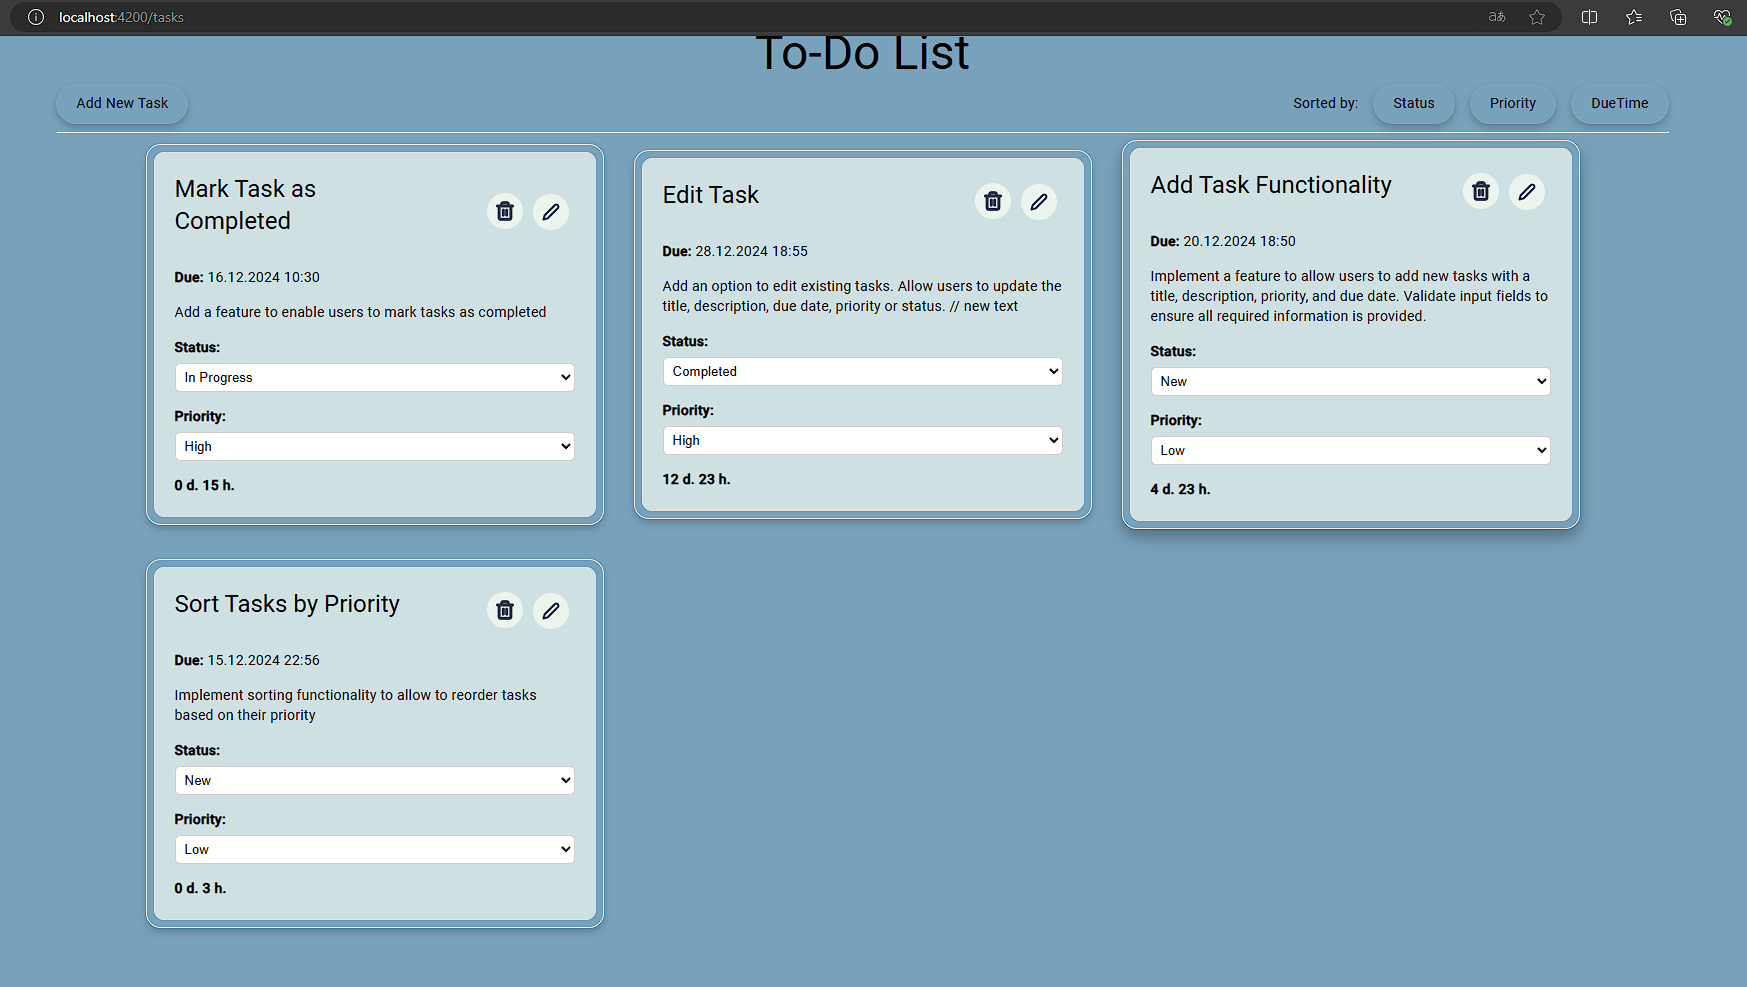 localhost:4200/tasks
To-Do List
Add New Task
Sorted by:
Status
Priority
DueTime
Mark Task as
Completed
Due: 16.12.2024 10:30
Add a feature to enable users to mark tasks as completed
Status:
In Progress
Priority:
High
0 d. 15 h.
Edit Task
Due: 28.12.2024 18:55
Add an option to edit existing tasks. Allow users to update the
title, description, due date, priority or status. // new text
Status:
Completed
Priority:
High
12 d. 23 h.
Add Task Functionality
Due: 20.12.2024 18:50
Implement a feature to allow users to add new tasks with a
title, description, priority, and due date. Validate input fields to
ensure all required information is provided.
Status:
New
Priority:
Low
4 d. 23 h.
Sort Tasks by Priority
Due: 15.12.2024 22:56
Implement sorting functionality to allow to reorder tasks
based on their priority
Status:
New
Priority:
Low
0 d. 3 h.